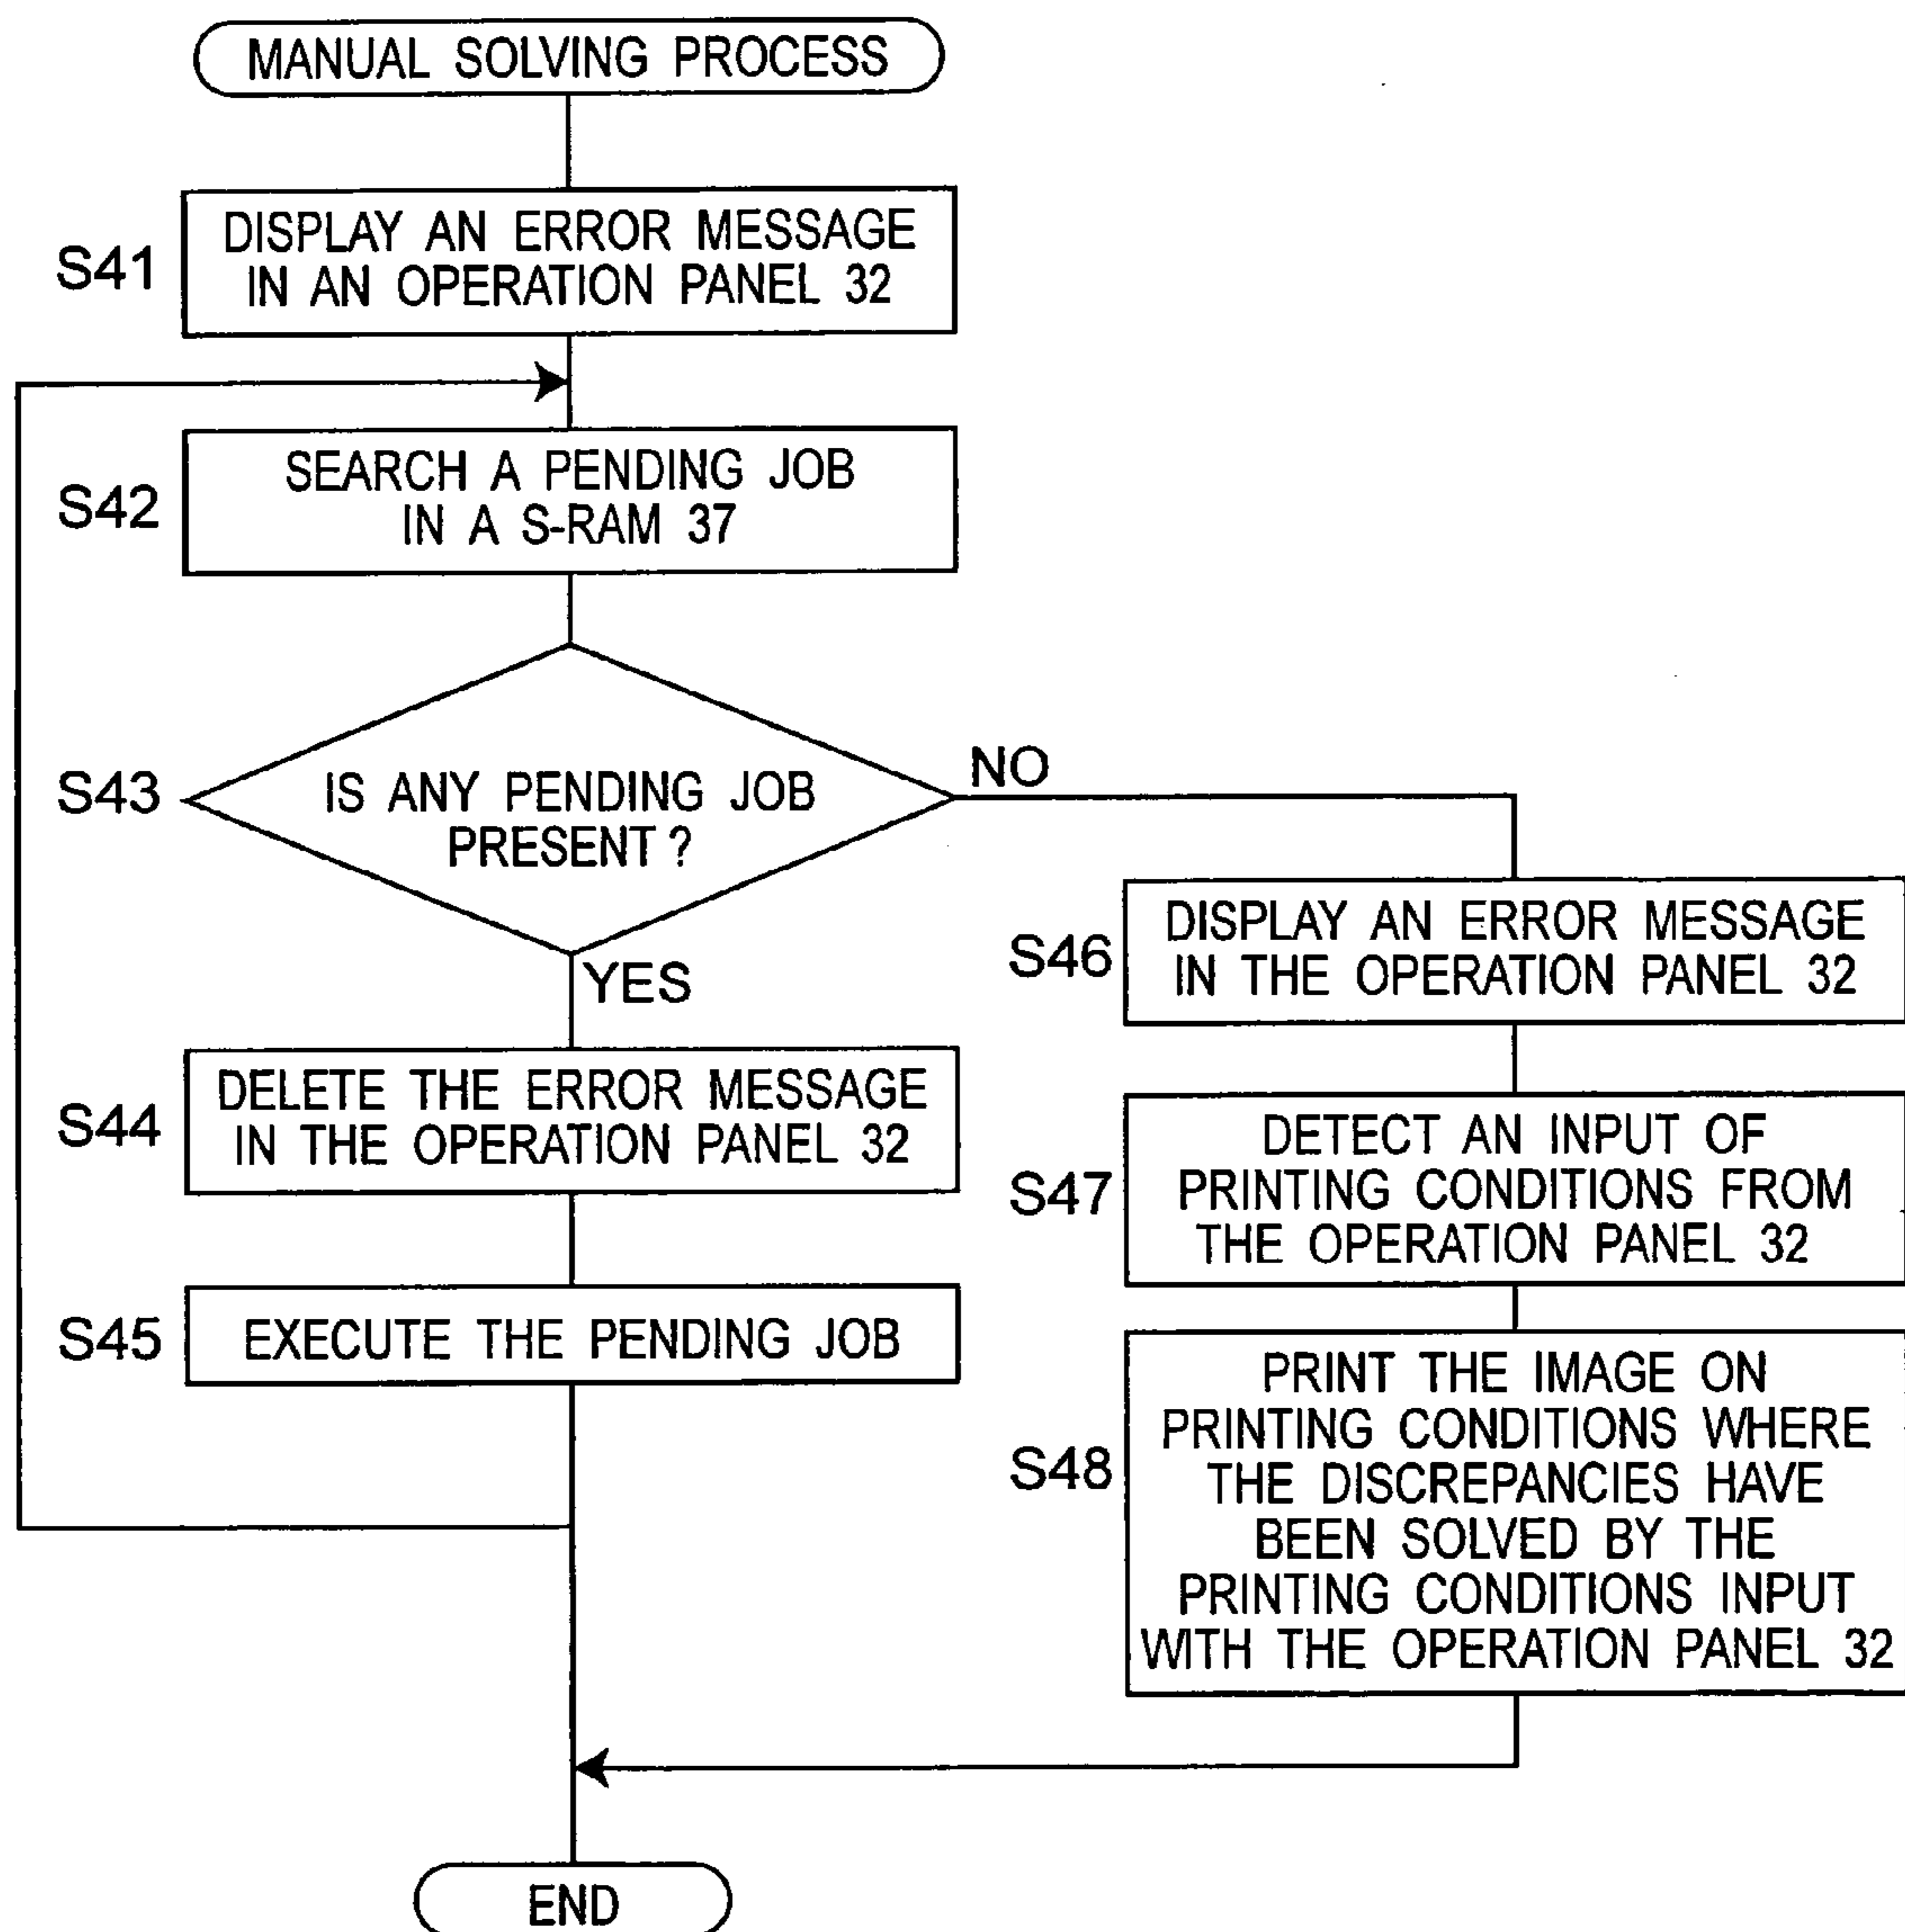 MANUAL SOLVING PROCESS
S41
DISPLAY AN ERROR MESSAGE
IN AN OPERATION PANEL 32
S42
SEARCH A PENDING JOB
IN A S-RAM 37
S43
IS ANY PENDING JOB
PRESENT?
NO
YES
S44
DELETE THE ERROR MESSAGE
IN THE OPERATION PANEL 32
S45
EXECUTE THE PENDING JOB
S46
DISPLAY AN ERROR MESSAGE
IN THE OPERATION PANEL 32
S47
DETECT AN INPUT OF
PRINTING CONDITIONS FROM
THE OPERATION PANEL 32
S48
PRINT THE IMAGE ON
PRINTING CONDITIONS WHERE
THE DISCREPANCIES HAVE
BEEN SOLVED BY THE
PRINTING CONDITIONS INPUT
WITH THE OPERATION PANEL 32
END